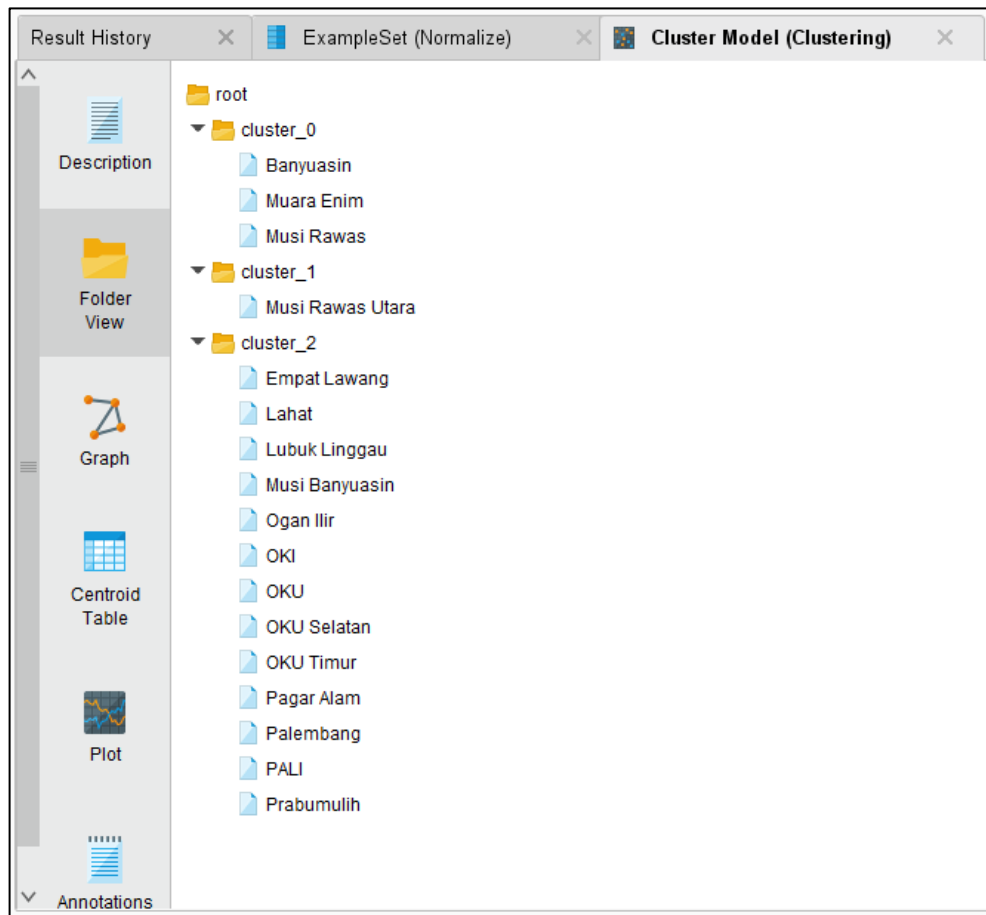 Result History
ExampleSet (Normalize)
Cluster Model (Clustering)
Description
Folder
View
Graph
Centroid
Table
Plot
Annotations
root
cluster_0
Banyuasin
Muara Enim
Musi Rawas
cluster_1
Musi Rawas Utara
cluster_2
Empat Lawang
Lahat
Lubuk Linggau
Musi Banyuasin
Ogan Ilir
OKI
OKU
OKU Selatan
OKU Timur
Pagar Alam
Palembang
PALI
Prabumulih